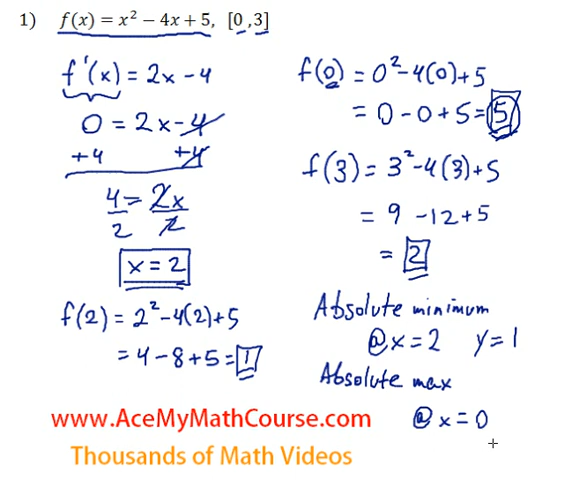 1) f(x) = x² − 4x + 5, [0,3]
f'(x) = 2x − 4
0 = 2x − 4
+4 +4
4/2 = 2x/2
x = 2
f(2) = 2² − 4(2) + 5
= 4 − 8 + 5 = 1
f(0) = 0² − 4(0) + 5
= 0 − 0 + 5 = 5
f(3) = 3² − 4(3) + 5
= 9 − 12 + 5
= 2
Absolute minimum
@ x = 2 y = 1
Absolute max
@ x = 0
www.AceMyMathCourse.com
Thousands of Math Videos